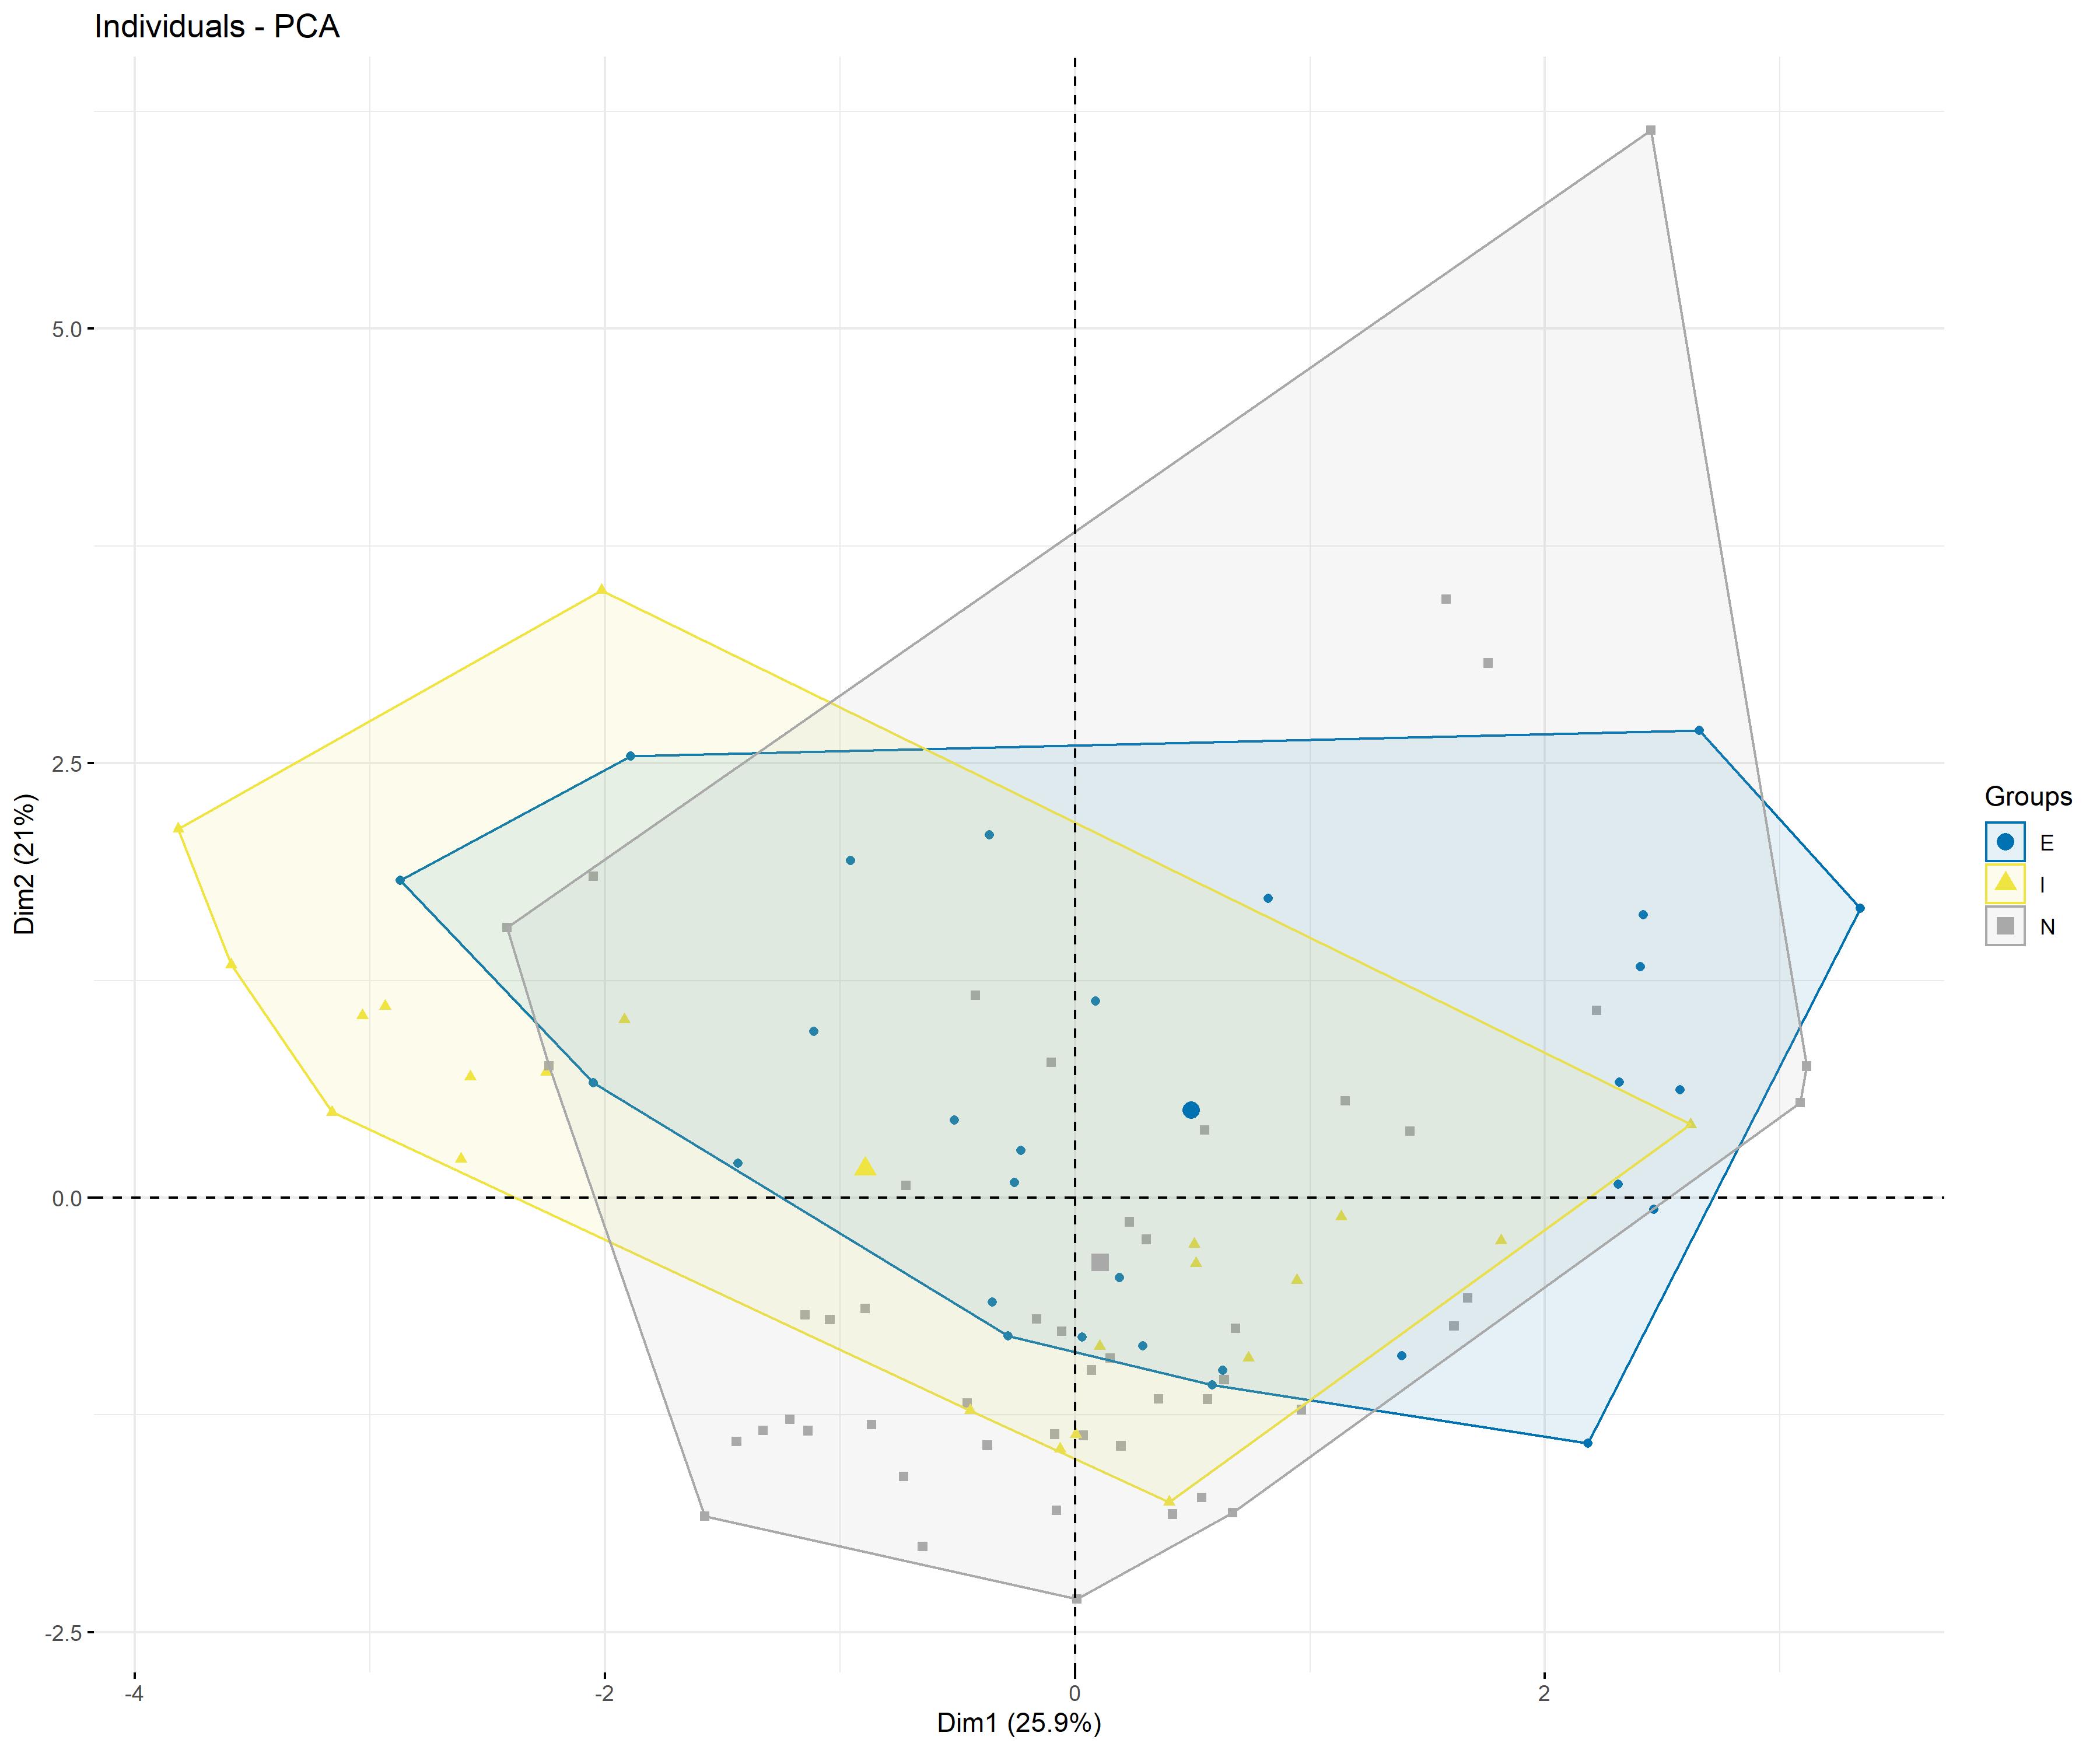 Individuals - PCA
5.0
2.5
0.0
-2.5
Dim2 (21%)
-4
-2
0
2
Dim1 (25.9%)
Groups
E
I
N